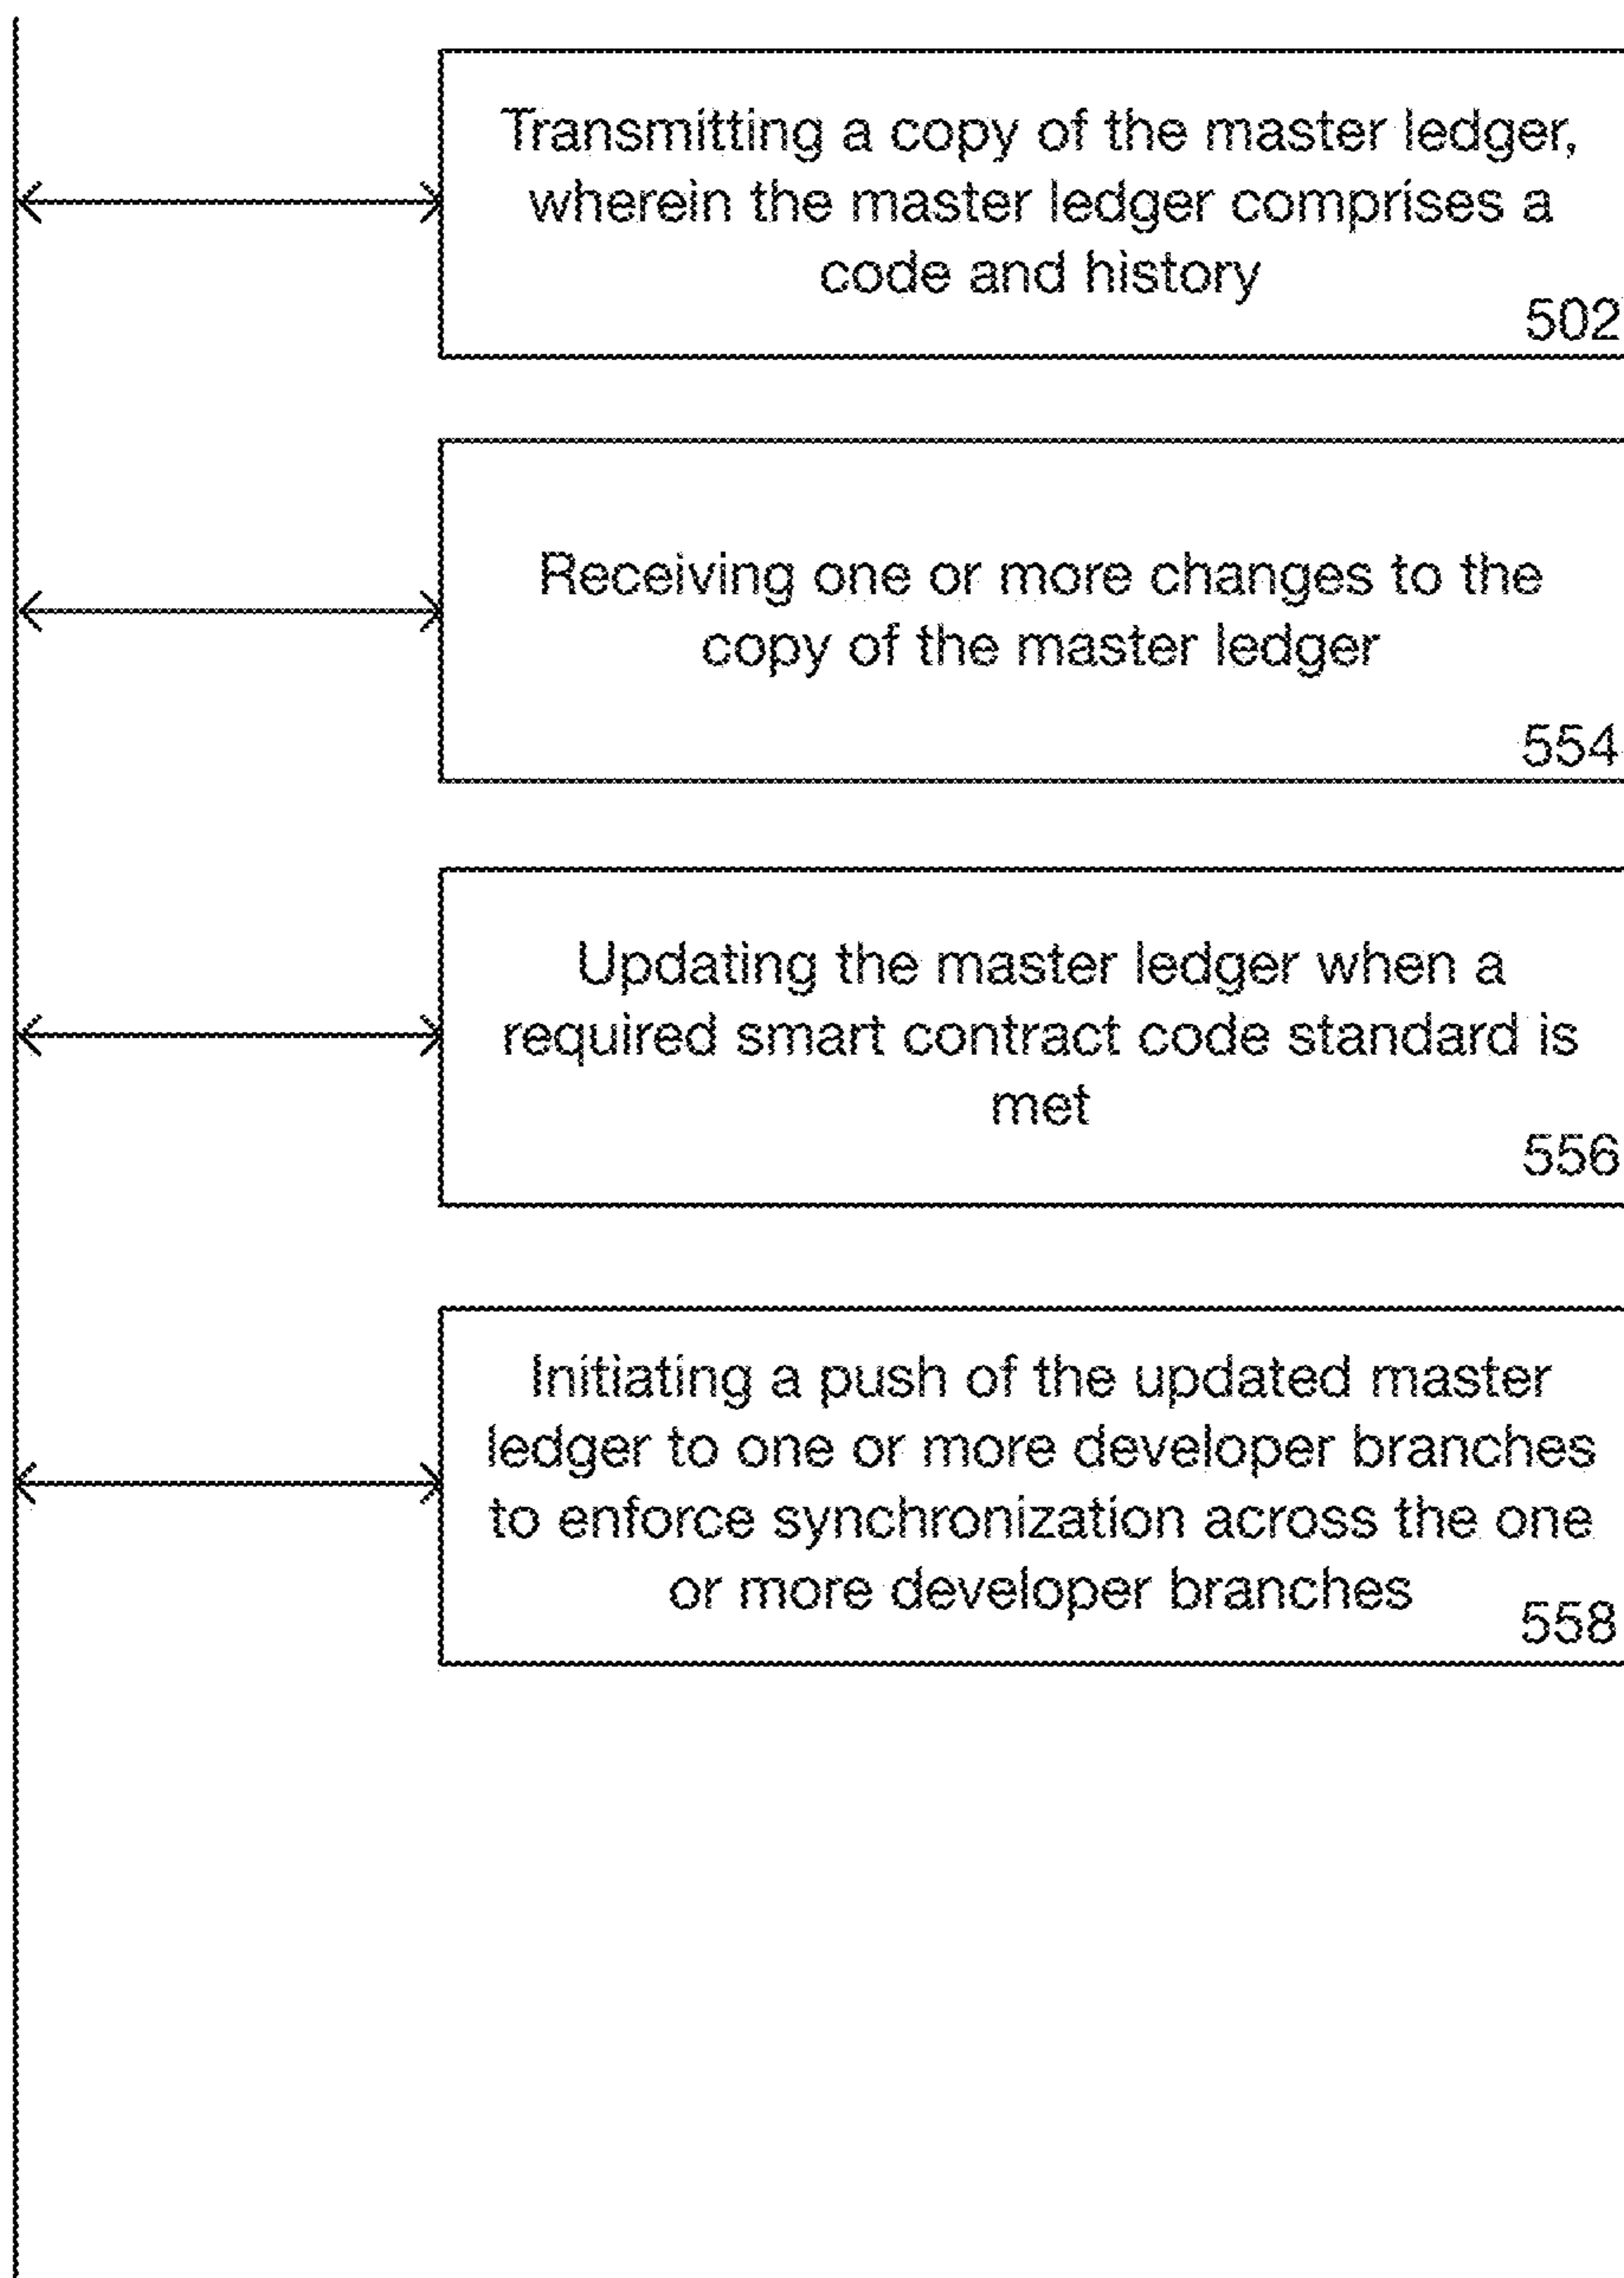 Transmitting a copy of the master ledger,
wherein the master ledger comprises a
code and history
502
Receiving one or more changes to the
copy of the master ledger
554
Updating the master ledger when a
required smart contract code standard is
met
556
Initiating a push of the updated master
ledger to one or more developer branches
to enforce synchronization across the one
or more developer branches
558